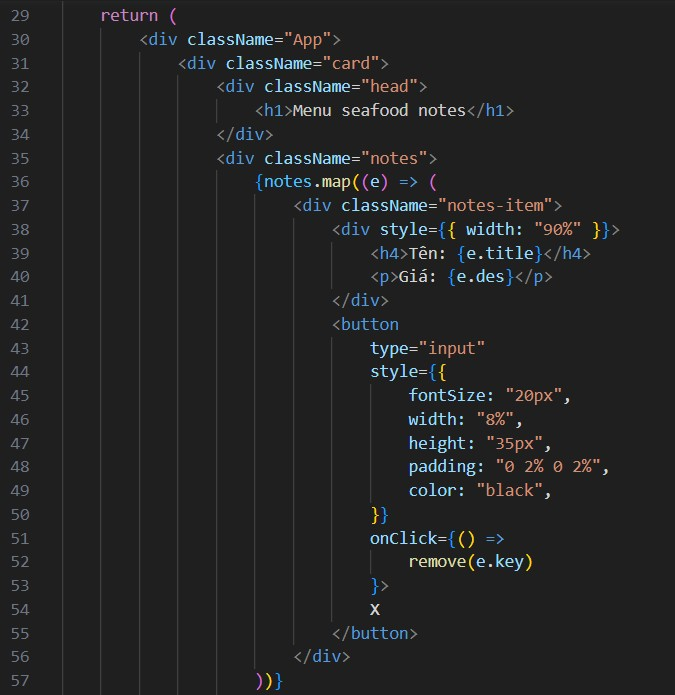 29 return (
30 <div className="App">
31 <div className="card">
32 <div className="head">
33 <h1>Menu seafood notes</h1>
34 </div>
35 <div className="notes">
36 {notes.map((e) => (
37 <div className="notes-item">
38 <div style={{ width: "90%" }}>
39 <h4>Tên: {e.title}</h4>
40 <p>Giá: {e.des}</p>
41 </div>
42 <button
43 type="input"
44 style={{
45 fontSize: "20px",
46 width: "8%",
47 height: "35px",
48 padding: "0 2% 0 2%",
49 color: "black",
50 }}
51 onClick={() =>
52 remove(e.key)
53 }>
54 X
55 </button>
56 </div>
57 ))}